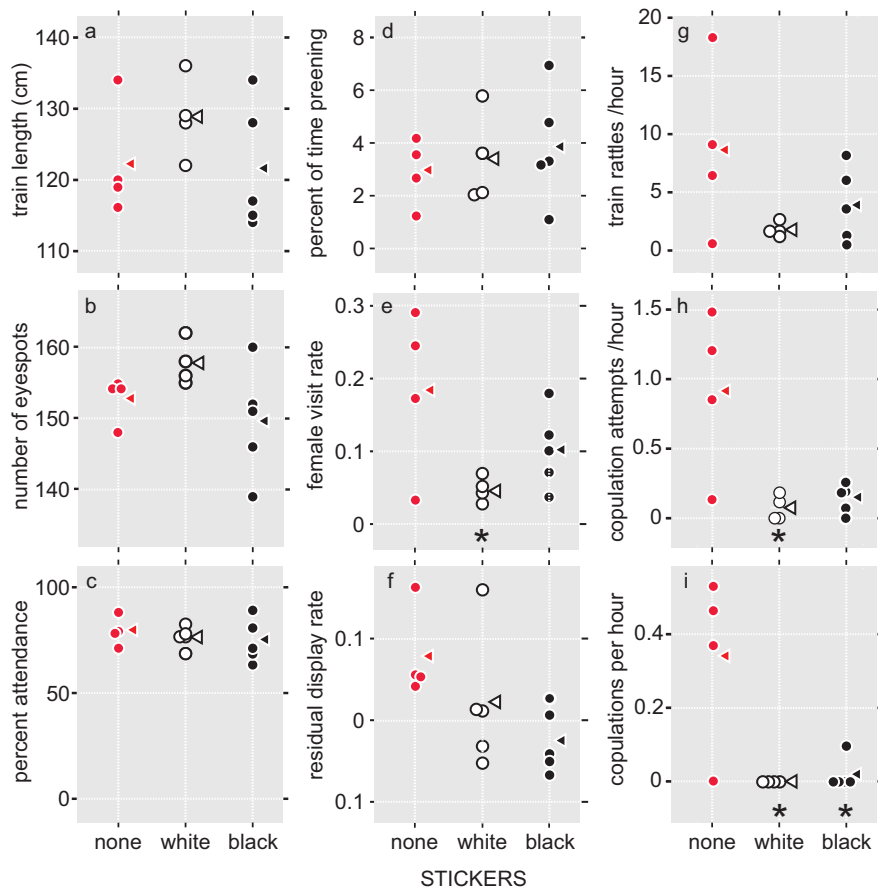 a
train length (cm)
140
130
120
110
b
number of eyespots
160
150
140
c
percent attendance
100
50
0
none white black
d
percent of time preening
8
6
4
2
0
e
female visit rate
0.3
0.2
0.1
0
*
f
residual display rate
0.1
0
0.1
none white black
g
train rattles /hour
20
15
10
5
0
h
copulation attempts /hour
1.5
1.0
0.5
0
*
i
copulations per hour
0.4
0.2
0
* *
none white black
STICKERS